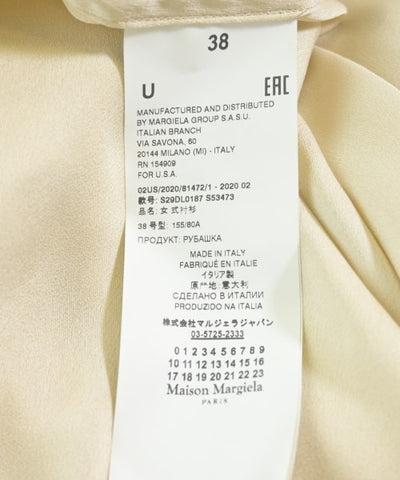 38
U EAC
MANUFACTURED AND DISTRIBUTED
BY MARGIELA GROUP S.A.S.U.
ITALIAN BRANCH
VIA SAVONA, 60
20144 MILANO (MI) - ITALY
RN 154909
FOR U.S.A.
02US/2020/81472/1 - 2020 02
款号: S29DL0187 S53473
品名: 女式衬衫
38 号型: 155/80A
ПРОДУКТ: РУБАШКА
MADE IN ITALY
FABRIQUÉ EN ITALIE
イタリア製
原产地: 意大利
СДЕЛАНО В ИТАЛИИ
PRODUZIDO NA ITALIA
株式会社マルジェラジャパン
03-5725-2333
0 1 2 3 4 5 6 7 8 9
10 11 12 13 14 15 16
17 18 19 20 21 22 23
Maison Margiela
PARIS